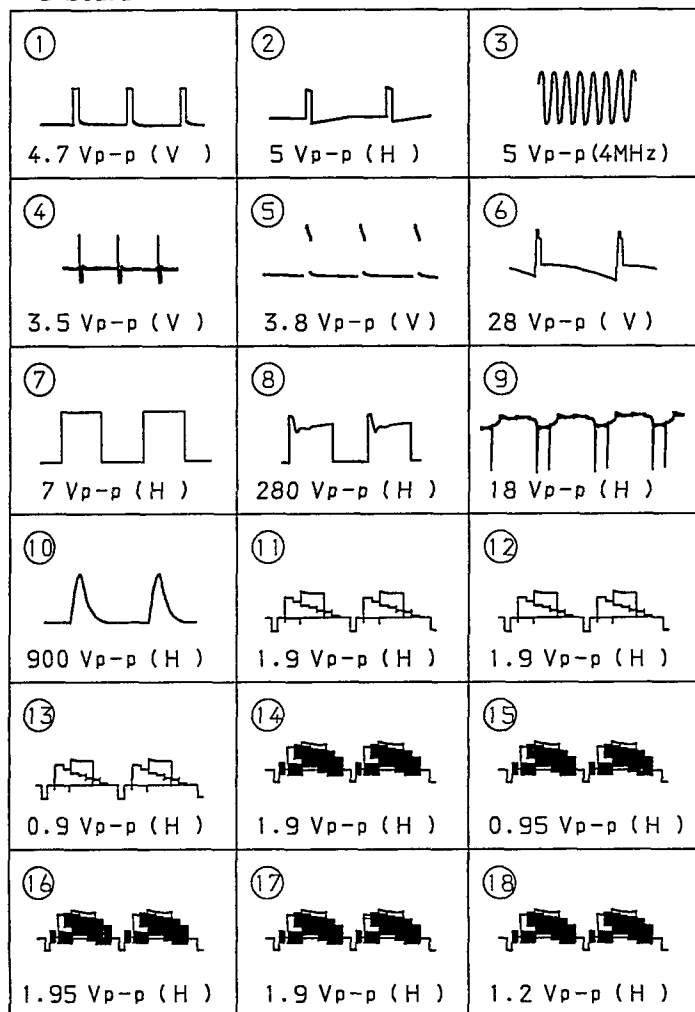 ① ② ③
4.7 Vp-p ( V ) 5 Vp-p ( H ) 5 Vp-p (4MHz)
④ ⑤ ⑥
3.5 Vp-p ( V ) 3.8 Vp-p ( V ) 28 Vp-p ( V )
⑦ ⑧ ⑨
7 Vp-p ( H ) 280 Vp-p ( H ) 18 Vp-p ( H )
⑩ ⑪ ⑫
900 Vp-p ( H ) 1.9 Vp-p ( H ) 1.9 Vp-p ( H )
⑬ ⑭ ⑮
0.9 Vp-p ( H ) 1.9 Vp-p ( H ) 0.95 Vp-p ( H )
⑯ ⑰ ⑱
1.95 Vp-p ( H ) 1.9 Vp-p ( H ) 1.2 Vp-p ( H )